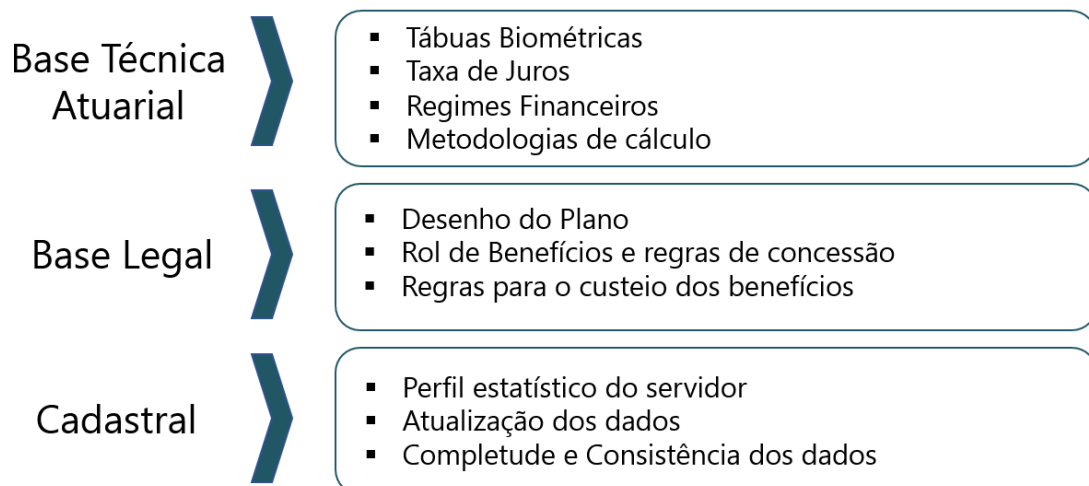 Base Técnica
Atuarial
▪ Tábuas Biométricas
▪ Taxa de Juros
▪ Regimes Financeiros
▪ Metodologias de cálculo
Base Legal
▪ Desenho do Plano
▪ Rol de Benefícios e regras de concessão
▪ Regras para o custeio dos benefícios
Cadastral
▪ Perfil estatístico do servidor
▪ Atualização dos dados
▪ Completude e Consistência dos dados